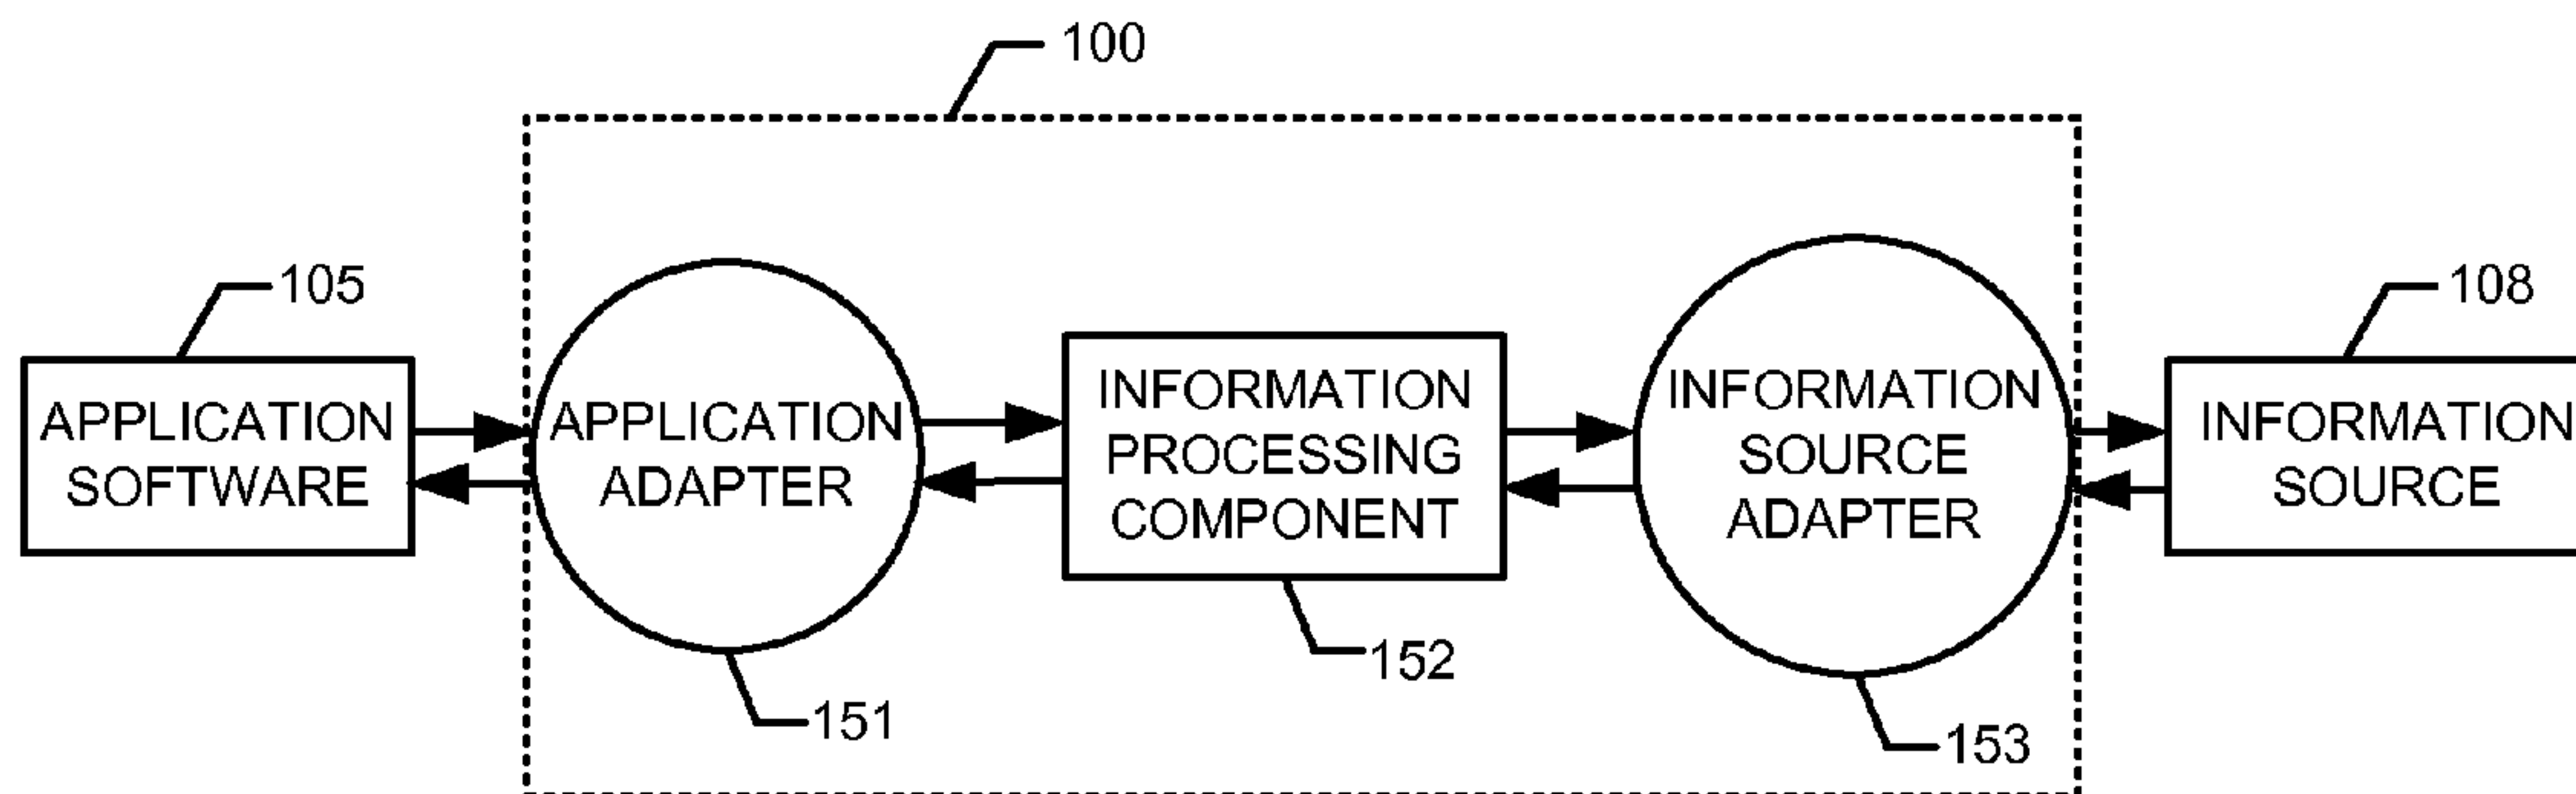 100
105
108
APPLICATION
SOFTWARE
APPLICATION
ADAPTER
INFORMATION
PROCESSING
COMPONENT
INFORMATION
SOURCE
ADAPTER
INFORMATION
SOURCE
151
152
153